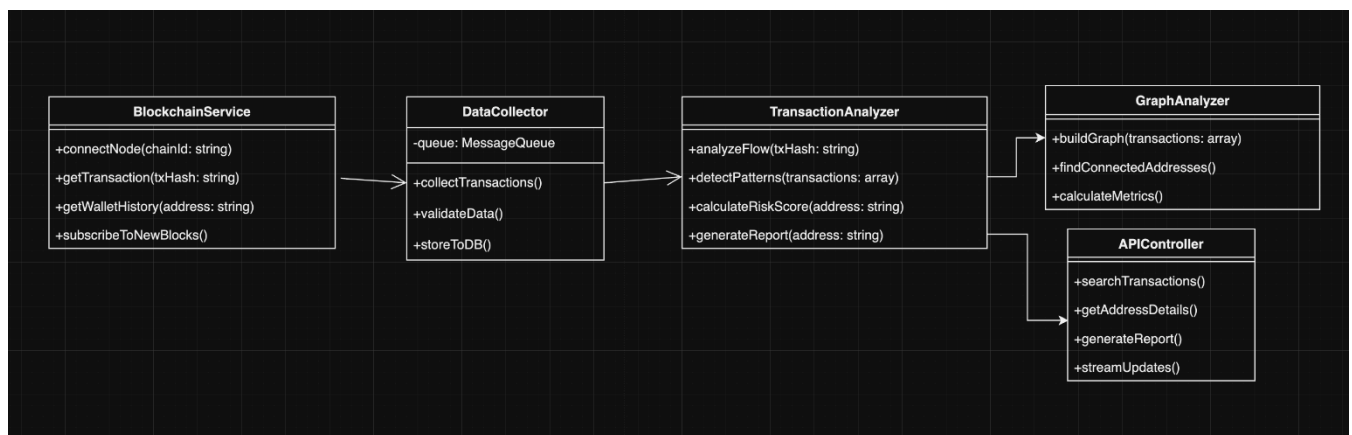 BlockchainService
+connectNode(chainId: string)
+getTransaction(txHash: string)
+getWalletHistory(address: string)
+subscribeToNewBlocks()
DataCollector
-queue: MessageQueue
+collectTransactions()
+validateData()
+storeToDB()
TransactionAnalyzer
+analyzeFlow(txHash: string)
+detectPatterns(transactions: array)
+calculateRiskScore(address: string)
+generateReport(address: string)
GraphAnalyzer
+buildGraph(transactions: array)
+findConnectedAddresses()
+calculateMetrics()
APIController
+searchTransactions()
+getAddressDetails()
+generateReport()
+streamUpdates()